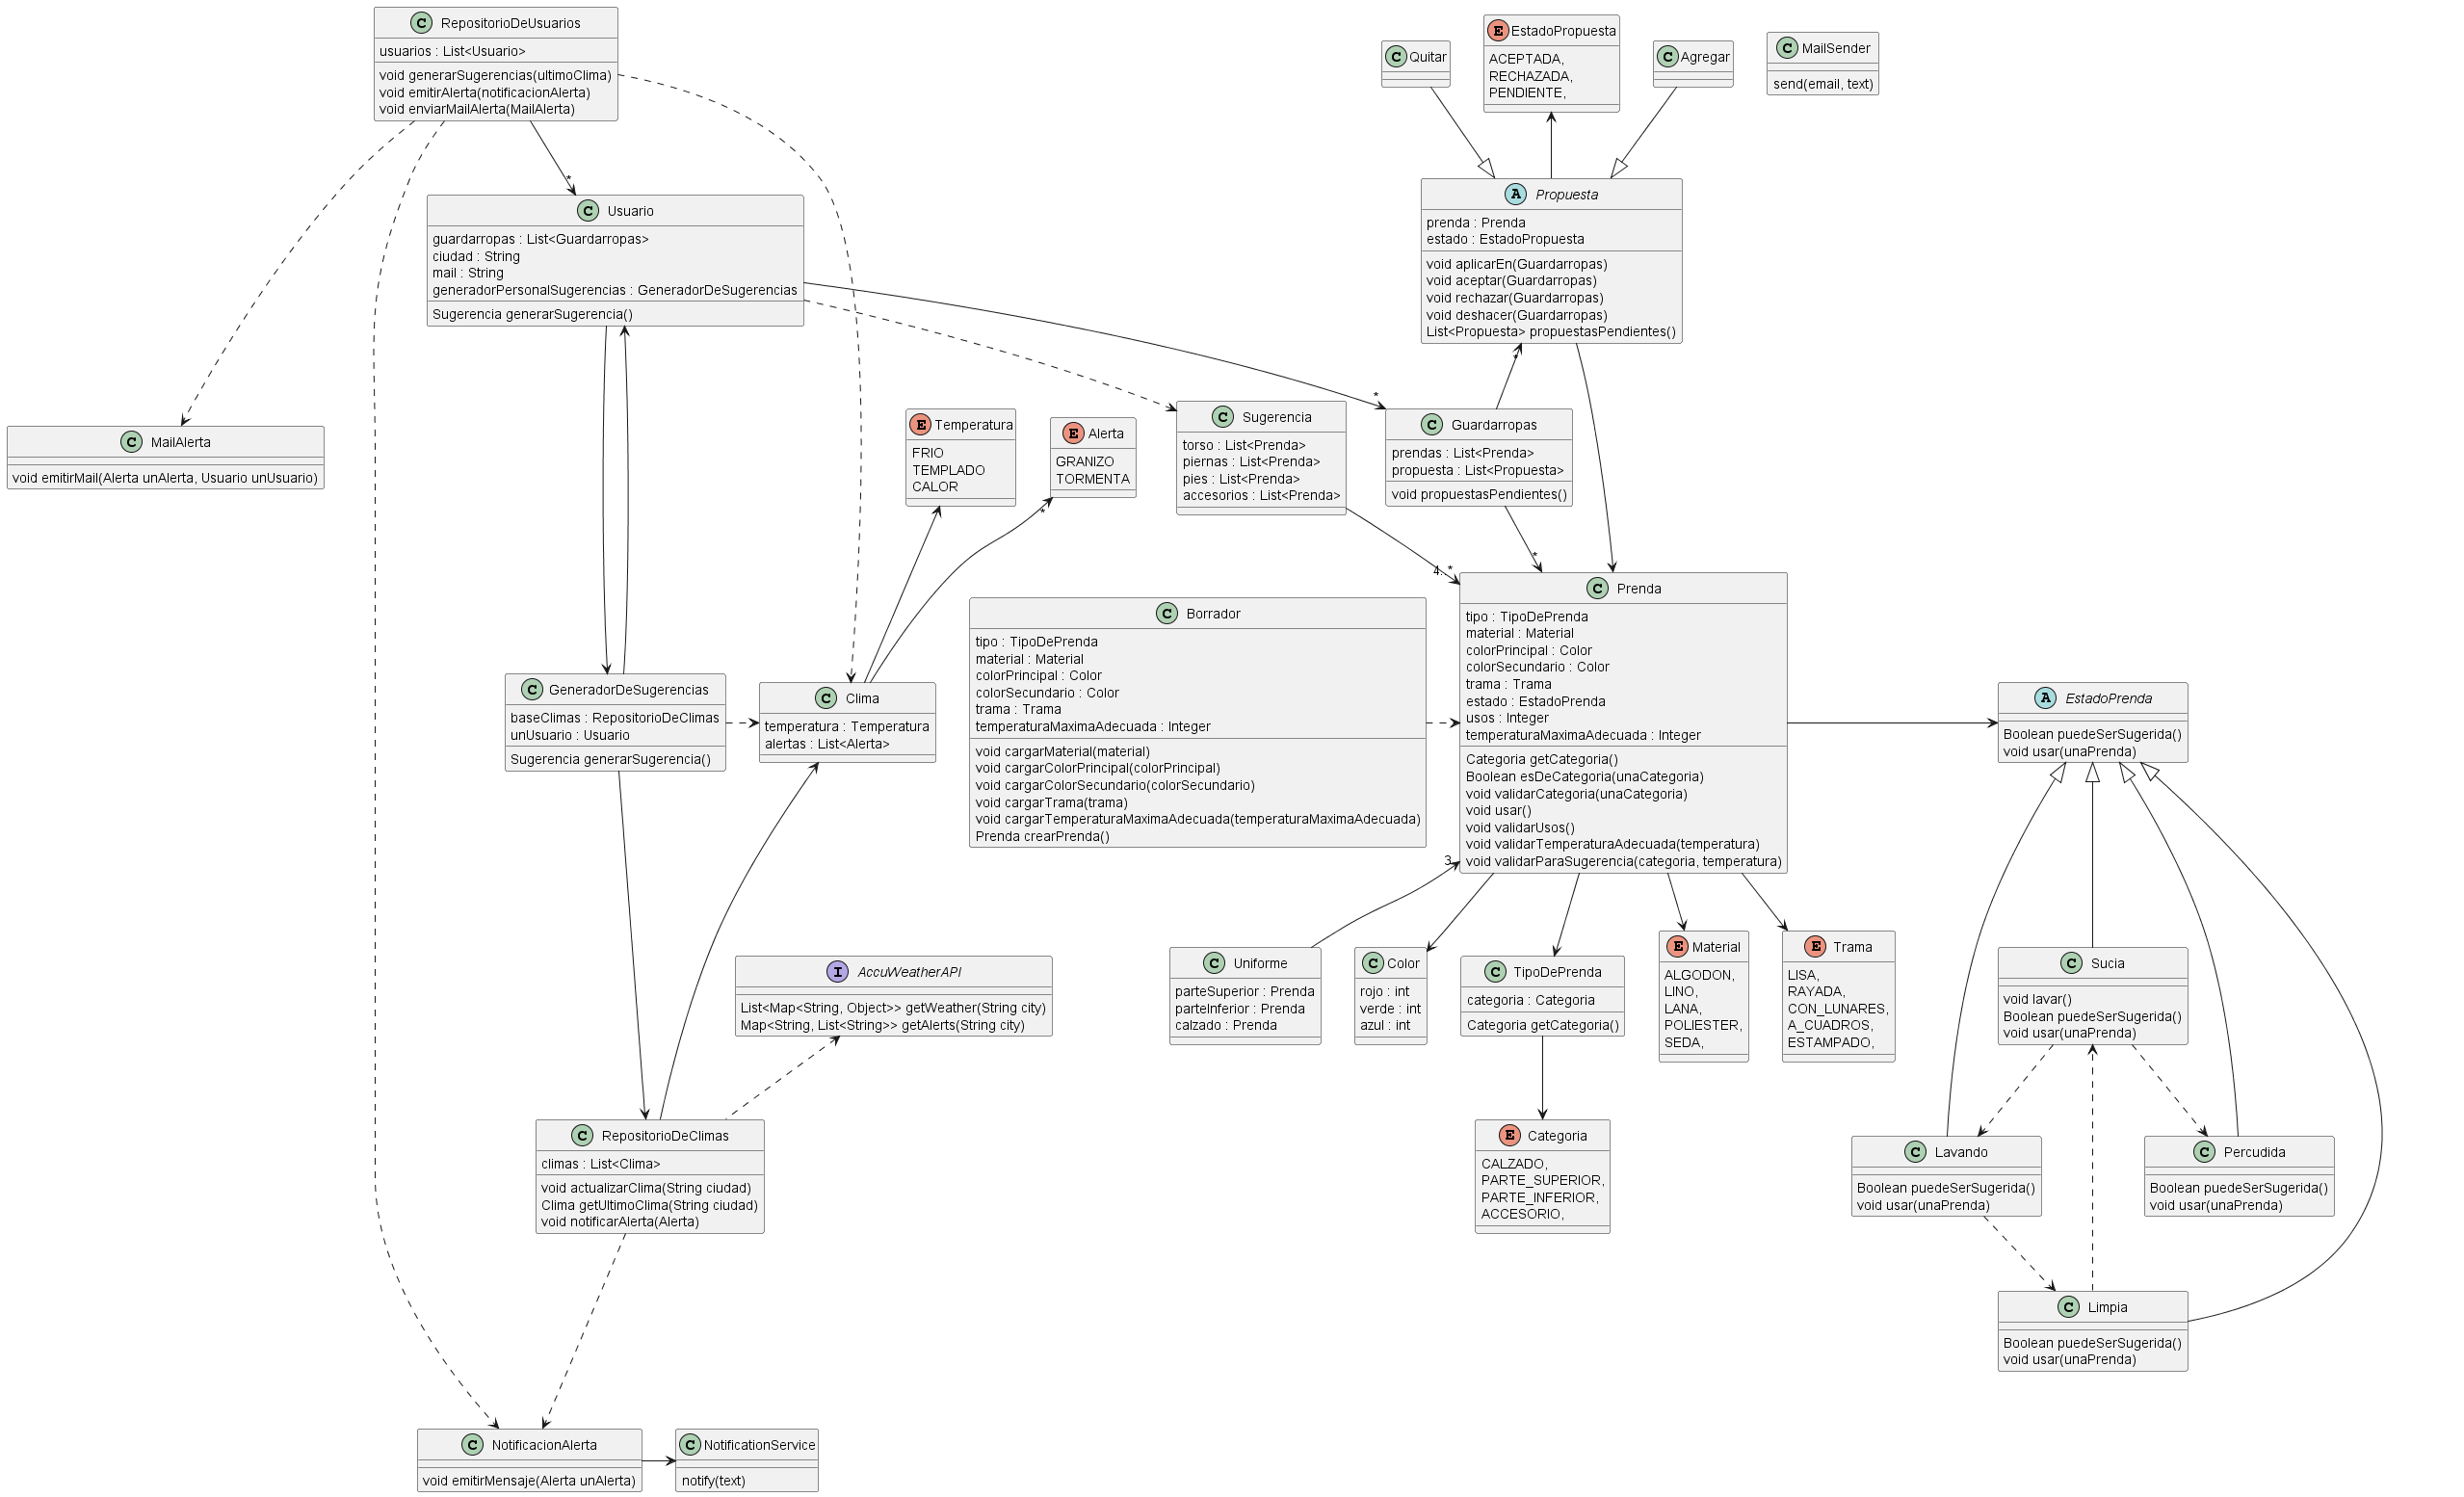 C RepositorioDeUsuarios
usuarios : List<Usuario>
void generarSugerencias(ultimoClima)
void emitirAlerta(notificacionAlerta)
void enviarMailAlerta(MailAlerta)
C Quitar
E EstadoPropuesta
ACEPTADA,
RECHAZADA,
PENDIENTE,
C Agregar
C MailSender
send(email, text)
*
C Usuario
guardarropas : List<Guardarropas>
ciudad : String
mail : String
generadorPersonalSugerencias : GeneradorDeSugerencias
Sugerencia generarSugerencia()
A Propuesta
prenda : Prenda
estado : EstadoPropuesta
void aplicarEn(Guardarropas)
void aceptar(Guardarropas)
void rechazar(Guardarropas)
void deshacer(Guardarropas)
List<Propuesta> propuestasPendientes()
*
*
C MailAlerta
void emitirMail(Alerta unAlerta, Usuario unUsuario)
E Temperatura
FRIO
TEMPLADO
CALOR
E Alerta
GRANIZO
TORMENTA
*
C Sugerencia
torso : List<Prenda>
piernas : List<Prenda>
pies : List<Prenda>
accesorios : List<Prenda>
C Guardarropas
prendas : List<Prenda>
propuesta : List<Propuesta>
void propuestasPendientes()
*
4..*
C Borrador
tipo : TipoDePrenda
material : Material
colorPrincipal : Color
colorSecundario : Color
trama : Trama
temperaturaMaximaAdecuada : Integer
void cargarMaterial(material)
void cargarColorPrincipal(colorPrincipal)
void cargarColorSecundario(colorSecundario)
void cargarTrama(trama)
void cargarTemperaturaMaximaAdecuada(temperaturaMaximaAdecuada)
Prenda crearPrenda()
C Prenda
tipo : TipoDePrenda
material : Material
colorPrincipal : Color
colorSecundario : Color
trama : Trama
estado : EstadoPrenda
usos : Integer
temperaturaMaximaAdecuada : Integer
Categoria getCategoria()
Boolean esDeCategoria(unaCategoria)
void validarCategoria(unaCategoria)
void usar()
void validarUsos()
void validarTemperaturaAdecuada(temperatura)
void validarParaSugerencia(categoria, temperatura)
3
C GeneradorDeSugerencias
baseClimas : RepositorioDeClimas
unUsuario : Usuario
Sugerencia generarSugerencia()
C Clima
temperatura : Temperatura
alertas : List<Alerta>
A EstadoPrenda
Boolean puedeSerSugerida()
void usar(unaPrenda)
I AccuWeatherAPI
List<Map<String, Object>> getWeather(String city)
Map<String, List<String>> getAlerts(String city)
C Uniforme
parteSuperior : Prenda
parteInferior : Prenda
calzado : Prenda
C Color
rojo : int
verde : int
azul : int
C TipoDePrenda
categoria : Categoria
Categoria getCategoria()
E Material
ALGODON,
LINO,
LANA,
POLIESTER,
SEDA,
E Trama
LISA,
RAYADA,
CON_LUNARES,
A_CUADROS,
ESTAMPADO,
C Sucia
void lavar()
Boolean puedeSerSugerida()
void usar(unaPrenda)
C RepositorioDeClimas
climas : List<Clima>
void actualizarClima(String ciudad)
Clima getUltimoClima(String ciudad)
void notificarAlerta(Alerta)
E Categoria
CALZADO,
PARTE_SUPERIOR,
PARTE_INFERIOR,
ACCESORIO,
C Lavando
Boolean puedeSerSugerida()
void usar(unaPrenda)
C Percudida
Boolean puedeSerSugerida()
void usar(unaPrenda)
C Limpia
Boolean puedeSerSugerida()
void usar(unaPrenda)
C NotificacionAlerta
void emitirMensaje(Alerta unAlerta)
C NotificationService
notify(text)